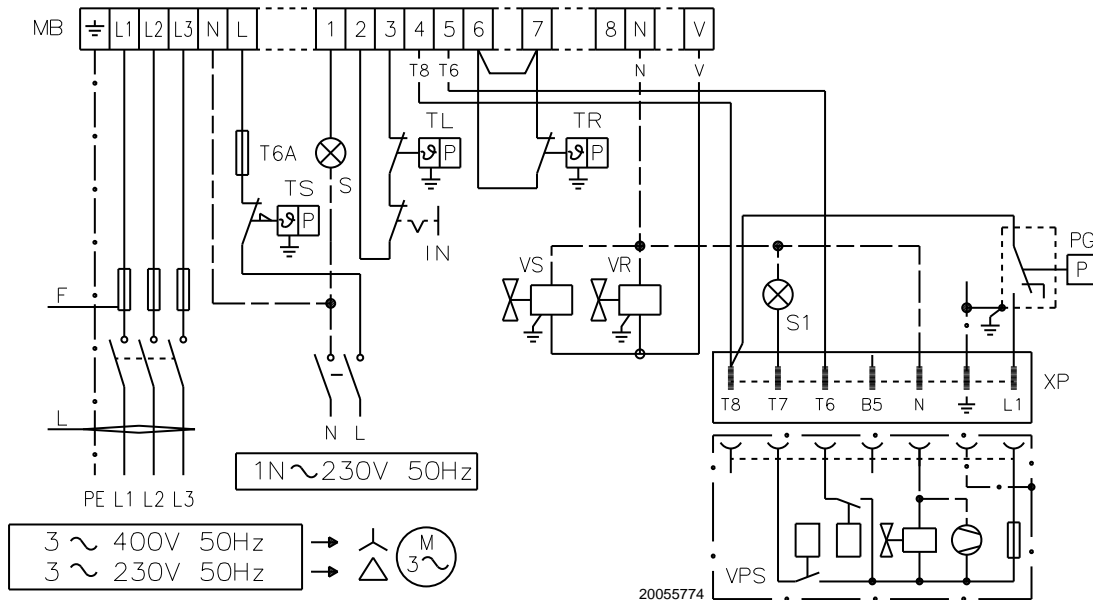 MB L1 L2 L3 N L 1 2 3 4 5 6 7 8 N V
T8 T6 N V
TL TR
T6A S ϑ P ϑ P
TS
ϑ P
IN
PG
VS VR P
F
S1
XP
T8 T7 T6 B5 N L1
L
N L
1N ~ 230V 50Hz
PE L1 L2 L3
3 ~ 400V 50Hz M
3 ~ 230V 50Hz 3 ~
VPS
20055774